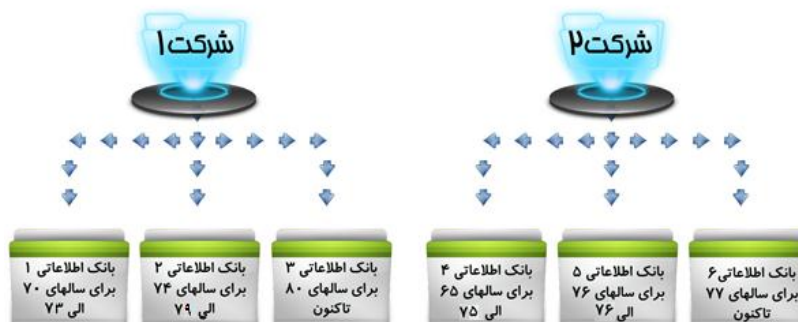 شرکت۱
شرکت۲
بانک اطلاعاتی ۱
برای سالهای ۷۰
الی ۷۳
بانک اطلاعاتی ۲
برای سالهای ۷۴
الی ۷۹
بانک اطلاعاتی ۳
برای سالهای ۸۰
تاکنون
بانک اطلاعاتی ۴
برای سالهای ۶۵
الی ۷۵
بانک اطلاعاتی ۵
برای سالهای ۷۶
الی ۷۶
بانک اطلاعاتی۶
برای سالهای ۷۷
تاکنون